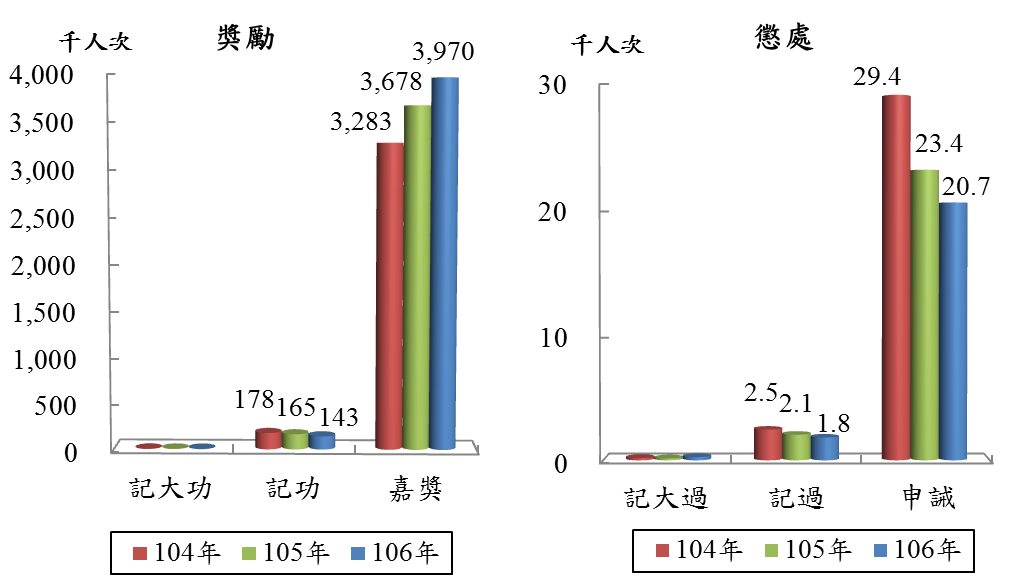 獎勵
千人次
4,000
3,500
3,000
2,500
2,000
1,500
1,000
500
0
3,283
3,678
3,970
178
165
143
記大功
記功
嘉獎
104年
105年
106年
懲處
千人次
30
20
10
0
29.4
23.4
20.7
2.5
2.1
1.8
記大過
記過
申誡
104年
105年
106年